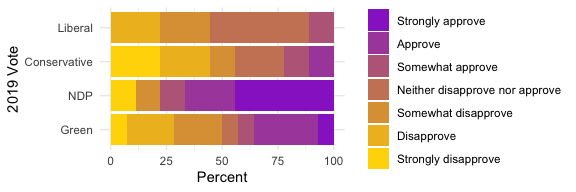 2019 Vote
Liberal
Conservative
NDP
Green
0 25 50 75 100
Percent
Strongly approve
Approve
Somewhat approve
Neither disapprove nor approve
Somewhat disapprove
Disapprove
Strongly disapprove